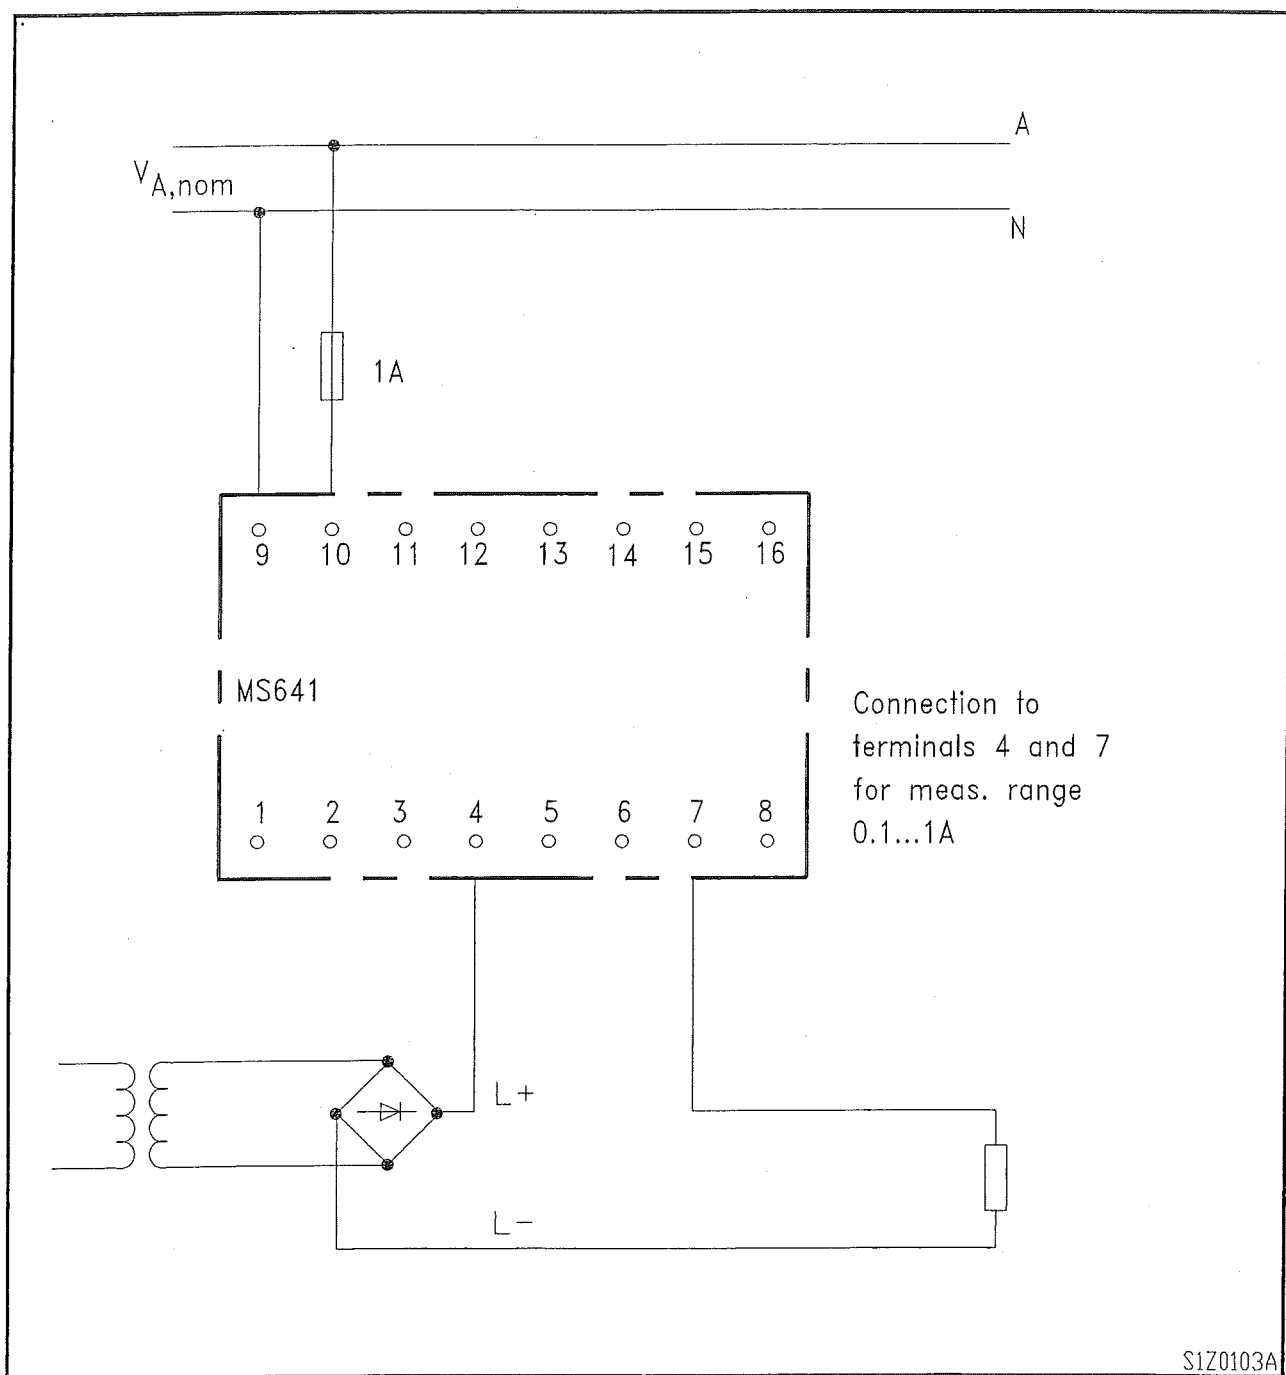 A
V A,nom
N
1A
9 10 11 12 13 14 15 16
MS641
Connection to
terminals 4 and 7
for meas. range
0.1...1A
1 2 3 4 5 6 7 8
L+
L-
S1Z0103A